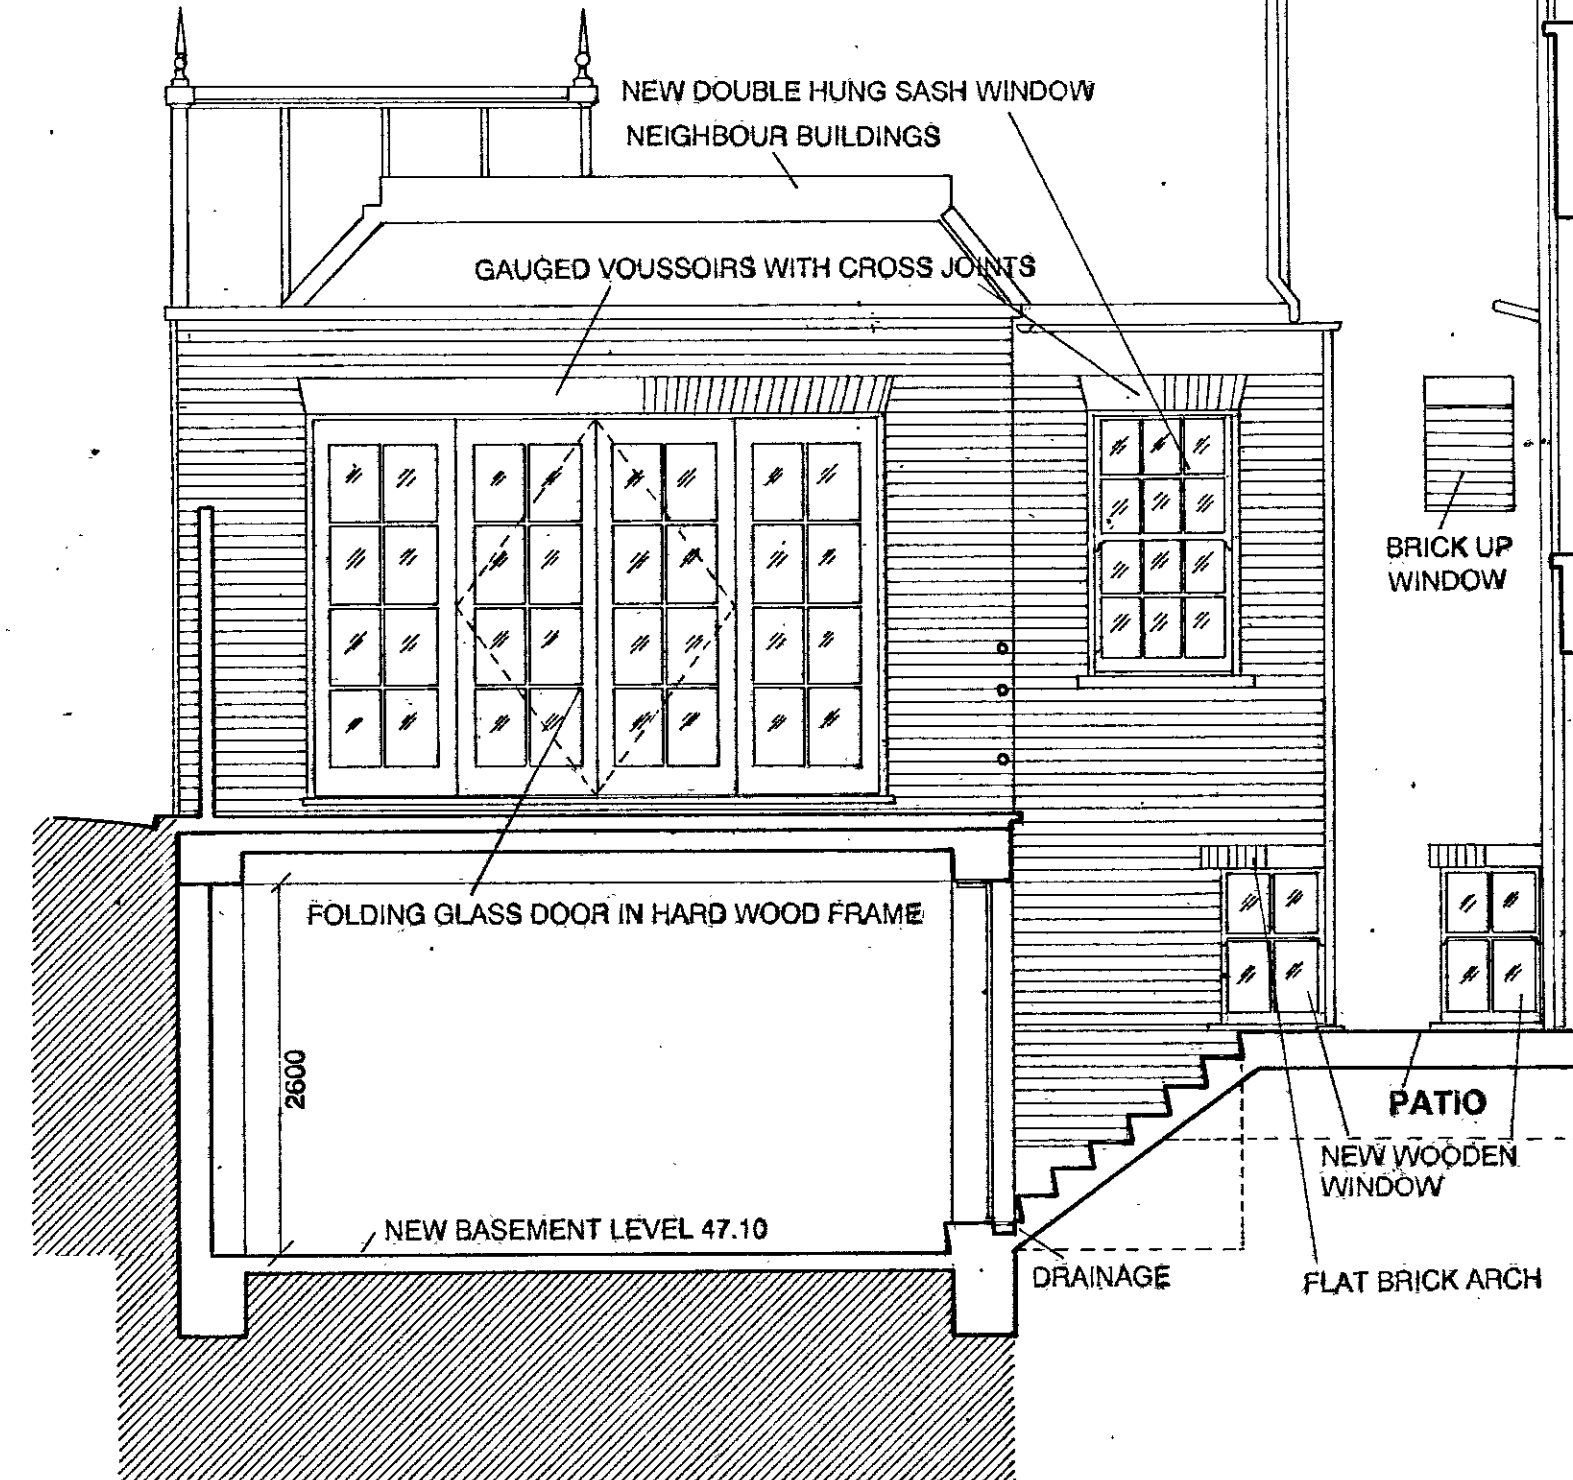 NEW DOUBLE HUNG SASH WINDOW
NEIGHBOUR BUILDINGS
GAUGED VOUSSOIRS WITH CROSS JOINTS
BRICK UP
WINDOW
FOLDING GLASS DOOR IN HARD WOOD FRAME
2600
PATIO
NEW WOODEN
WINDOW
NEW BASEMENT LEVEL 47.10
DRAINAGE
FLAT BRICK ARCH